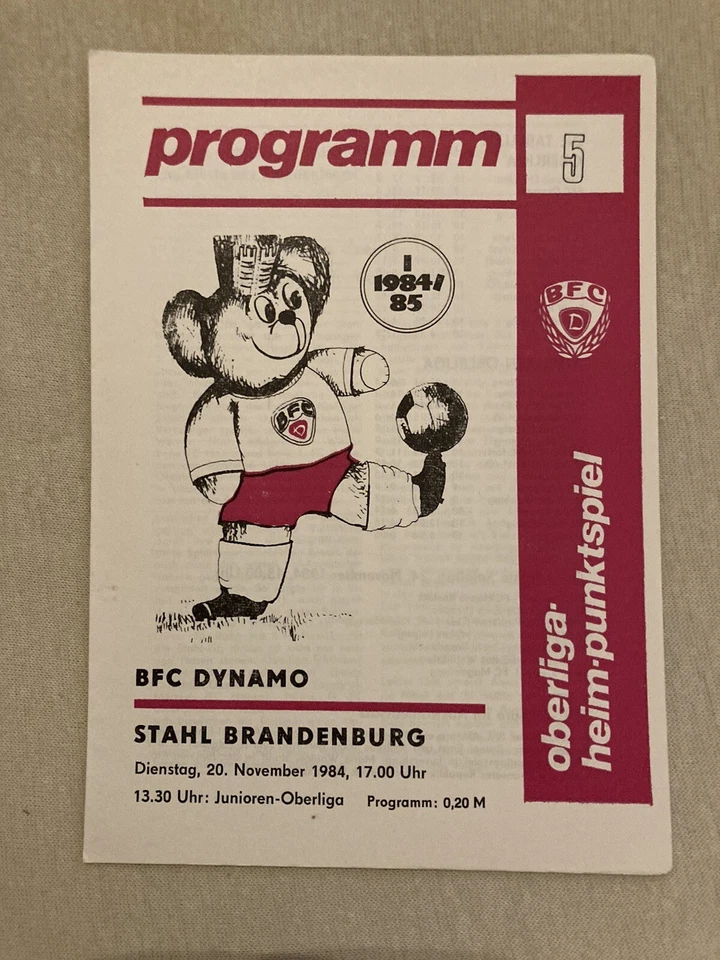 programm
5
I
1984/
85
BFC
D
BFC
D
oberliga-
heim-punktspiel
BFC DYNAMO
STAHL BRANDENBURG
Dienstag, 20. November 1984, 17.00 Uhr
13.30 Uhr: Junioren-Oberliga Programm: 0,20 M